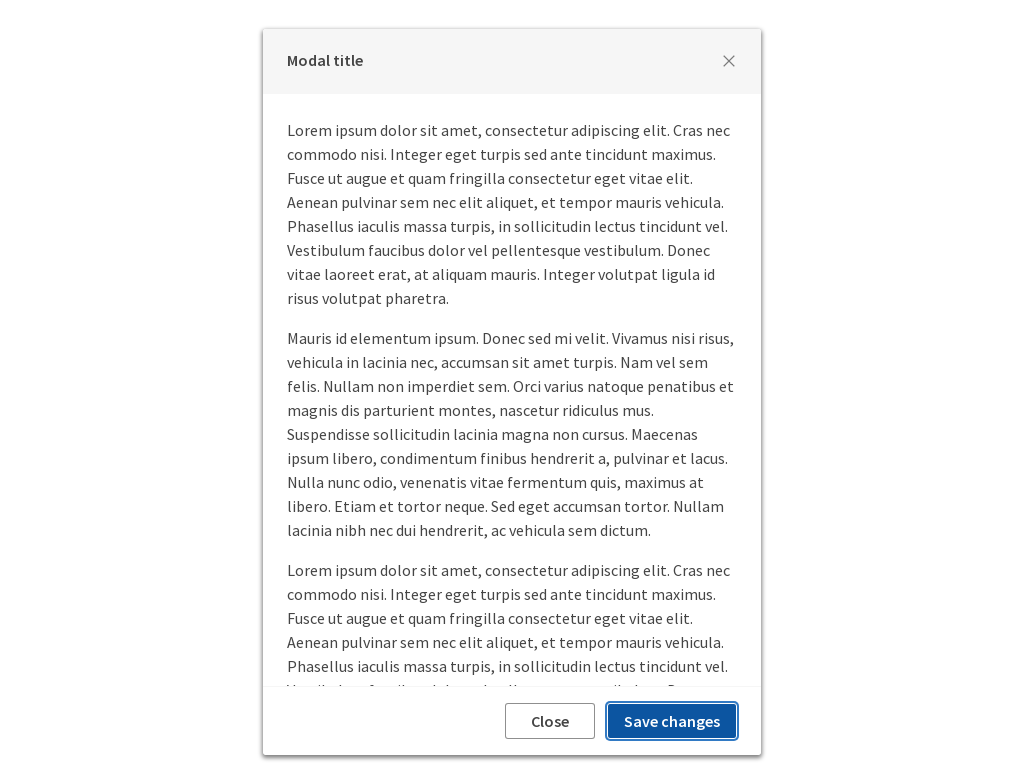 Modal title
Lorem ipsum dolor sit amet, consectetur adipiscing elit. Cras nec
commodo nisi. Integer eget turpis sed ante tincidunt maximus.
Fusce ut augue et quam fringilla consectetur eget vitae elit.
Aenean pulvinar sem nec elit aliquet, et tempor mauris vehicula.
Phasellus iaculis massa turpis, in sollicitudin lectus tincidunt vel.
Vestibulum faucibus dolor vel pellentesque vestibulum. Donec
vitae laoreet erat, at aliquam mauris. Integer volutpat ligula id
risus volutpat pharetra.
Mauris id elementum ipsum. Donec sed mi velit. Vivamus nisi risus,
vehicula in lacinia nec, accumsan sit amet turpis. Nam vel sem
felis. Nullam non imperdiet sem. Orci varius natoque penatibus et
magnis dis parturient montes, nascetur ridiculus mus.
Suspendisse sollicitudin lacinia magna non cursus. Maecenas
ipsum libero, condimentum finibus hendrerit a, pulvinar et lacus.
Nulla nunc odio, venenatis vitae fermentum quis, maximus at
libero. Etiam et tortor neque. Sed eget accumsan tortor. Nullam
lacinia nibh nec dui hendrerit, ac vehicula sem dictum.
Lorem ipsum dolor sit amet, consectetur adipiscing elit. Cras nec
commodo nisi. Integer eget turpis sed ante tincidunt maximus.
Fusce ut augue et quam fringilla consectetur eget vitae elit.
Aenean pulvinar sem nec elit aliquet, et tempor mauris vehicula.
Phasellus iaculis massa turpis, in sollicitudin lectus tincidunt vel.
Close
Save changes